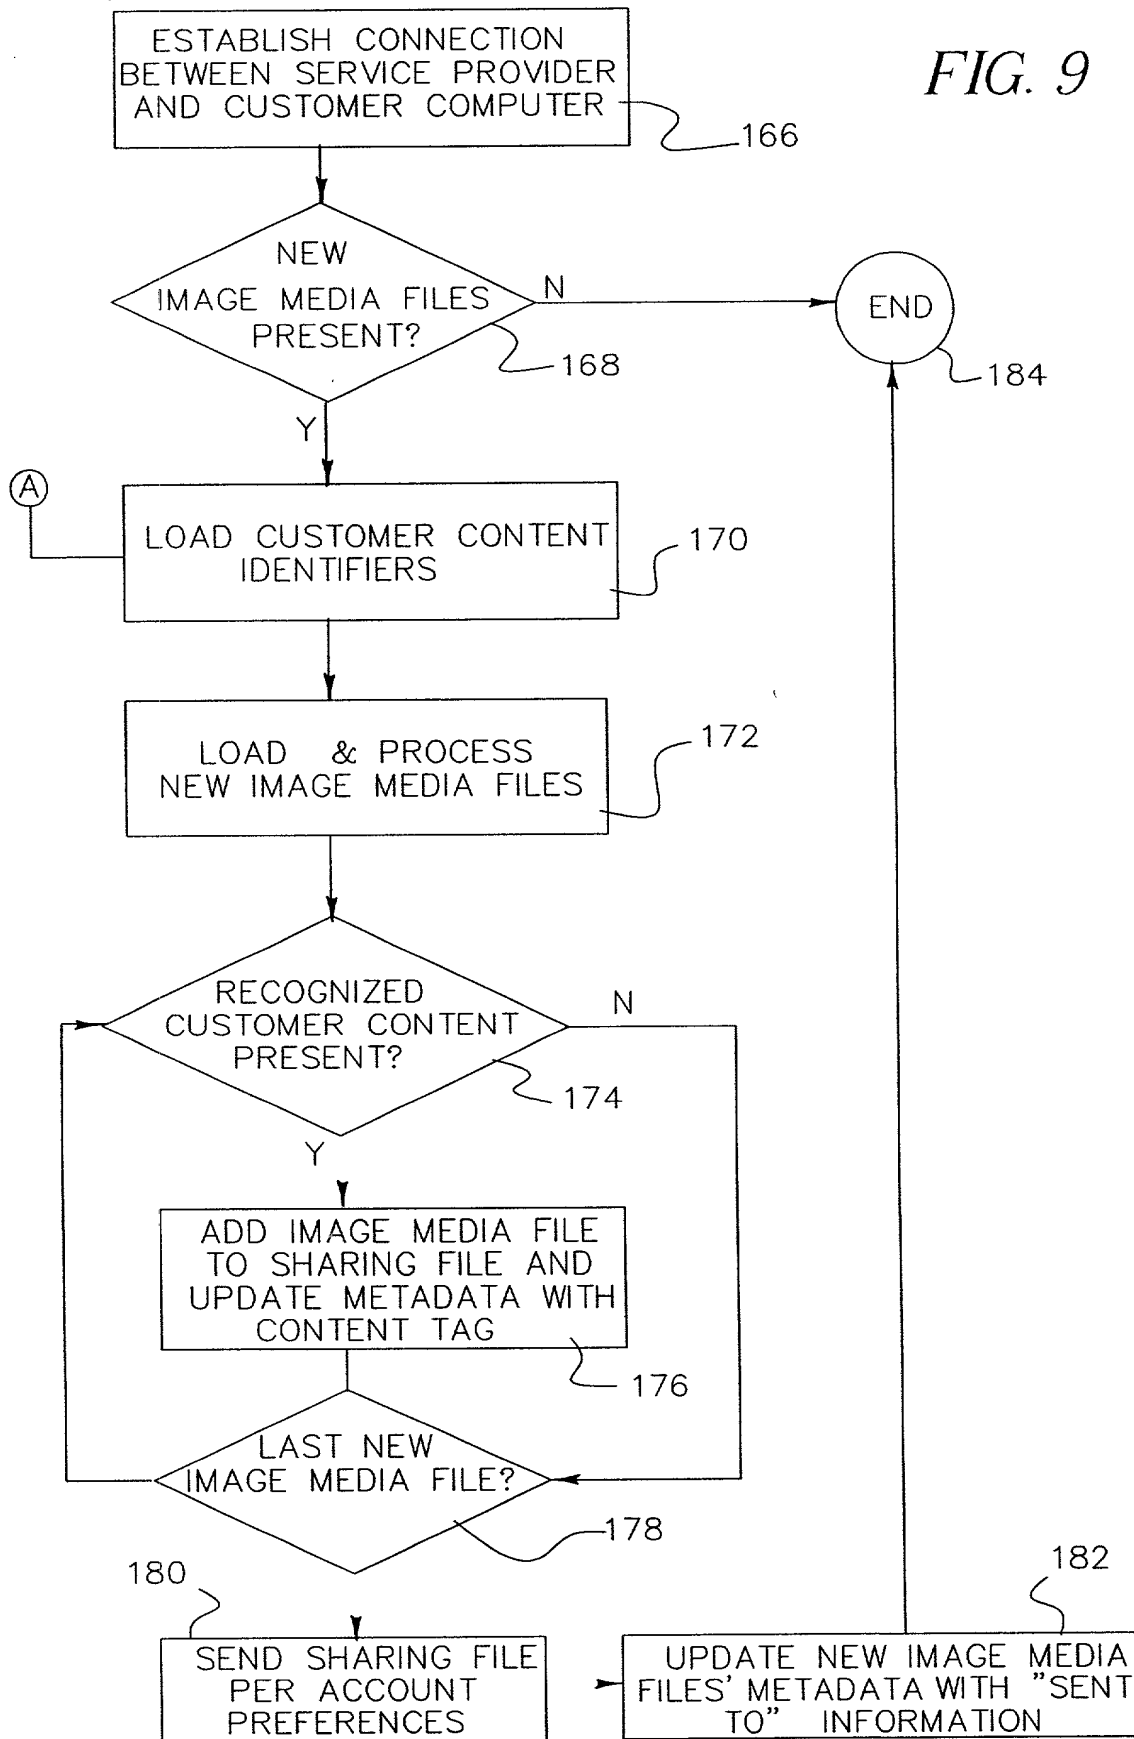 FIG. 9
ESTABLISH CONNECTION
BETWEEN SERVICE PROVIDER
AND CUSTOMER COMPUTER
166
NEW
IMAGE MEDIA FILES
PRESENT?
N
168
END
184
Y
A
LOAD CUSTOMER CONTENT
IDENTIFIERS
170
LOAD & PROCESS
NEW IMAGE MEDIA FILES
172
RECOGNIZED
CUSTOMER CONTENT
PRESENT?
N
174
Y
ADD IMAGE MEDIA FILE
TO SHARING FILE AND
UPDATE METADATA WITH
CONTENT TAG
176
LAST NEW
IMAGE MEDIA FILE?
178
180
SEND SHARING FILE
PER ACCOUNT
PREFERENCES
182
UPDATE NEW IMAGE MEDIA
FILES' METADATA WITH "SENT
TO" INFORMATION